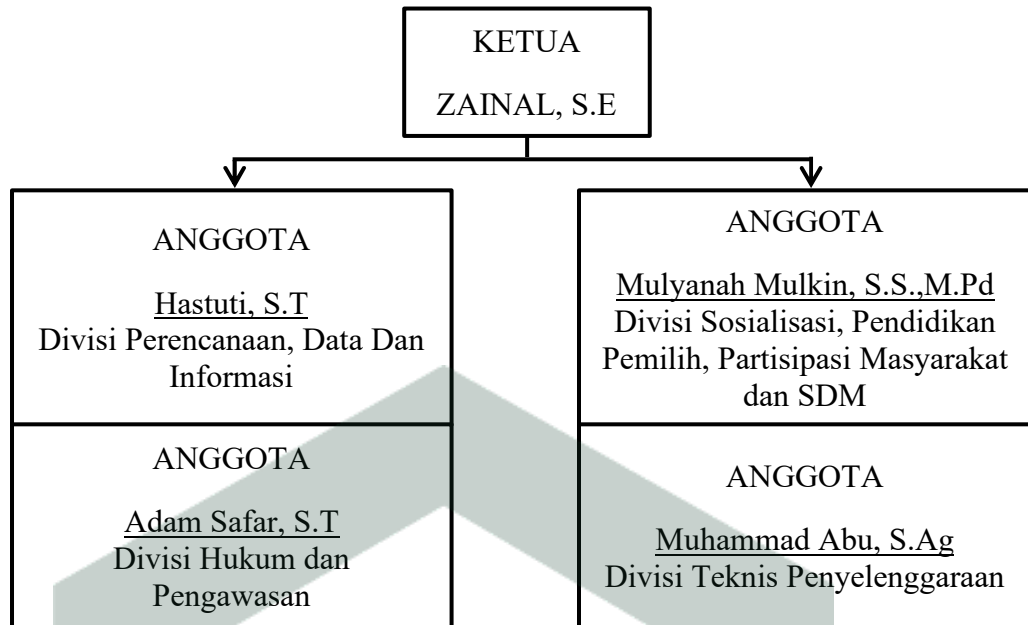 KETUA
ZAINAL, S.E
ANGGOTA
Hastuti, S.T
Divisi Perencanaan, Data Dan
Informasi
ANGGOTA
Mulyanah Mulkin, S.S.,M.Pd
Divisi Sosialisasi, Pendidikan
Pemilih, Partisipasi Masyarakat
dan SDM
ANGGOTA
Adam Safar, S.T
Divisi Hukum dan
Pengawasan
ANGGOTA
Muhammad Abu, S.Ag
Divisi Teknis Penyelenggaraan